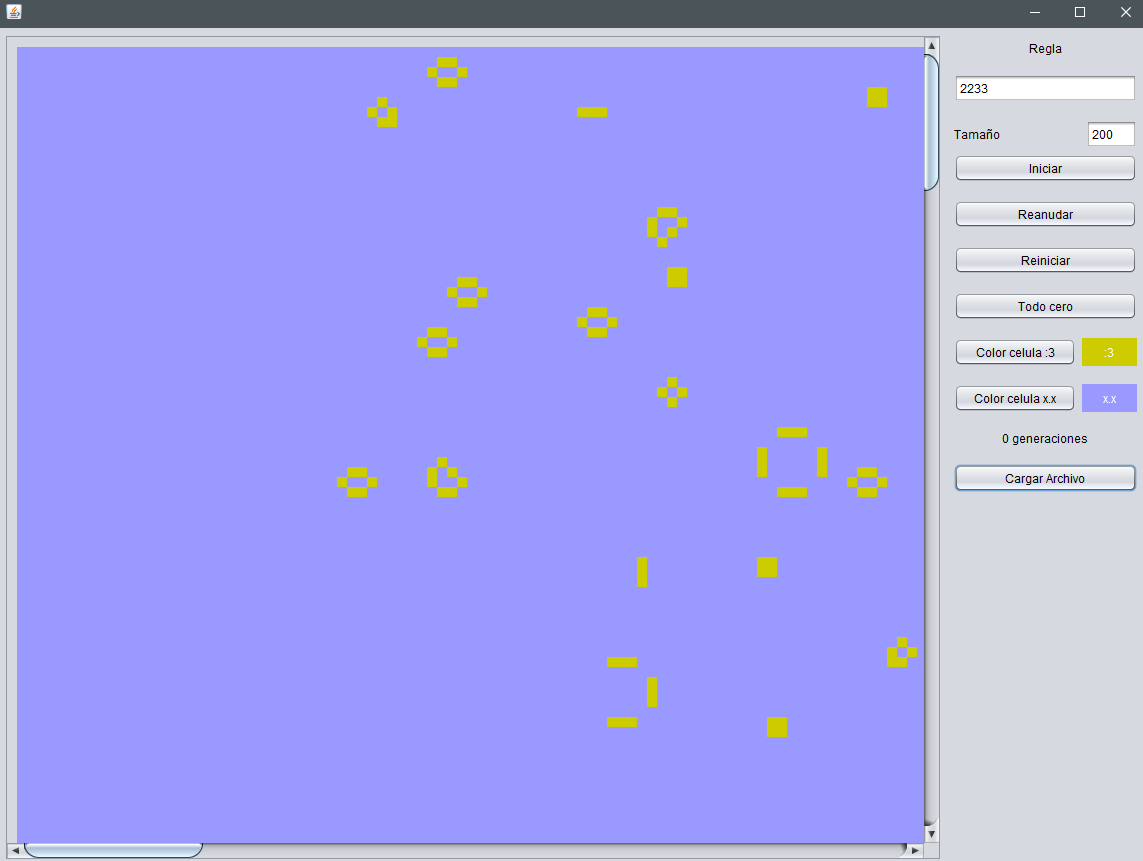 Regla
2233
Tamaño 200
Iniciar
Reanudar
Reiniciar
Todo cero
Color celula :3 :3
Color celula x.x x.x
0 generaciones
Cargar Archivo